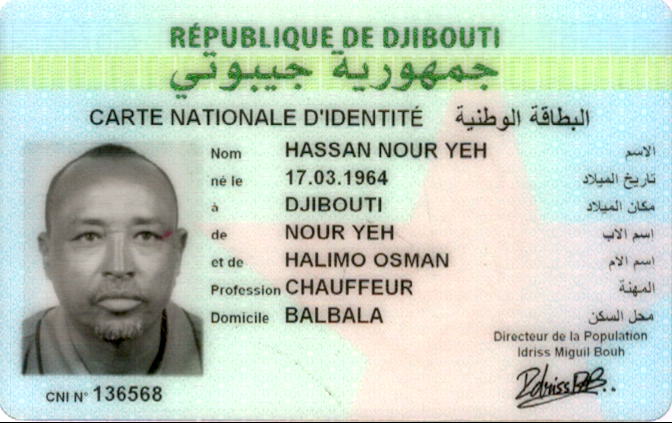 RÉPUBLIQUE DE DJIBOUTI
جمهورية جيبوتي
CARTE NATIONALE D'IDENTITÉ البطاقة الوطنية
Nom HASSAN NOUR YEH الاسم
né le 17.03.1964 تاريخ الميلاد
à DJIBOUTI مكان الميلاد
de NOUR YEH اسم الاب
et de HALIMO OSMAN اسم الام
Profession CHAUFFEUR المهنة
Domicile BALBALA محل السكن
Directeur de la Population
Idriss Miguil Bouh
CNI N° 136568